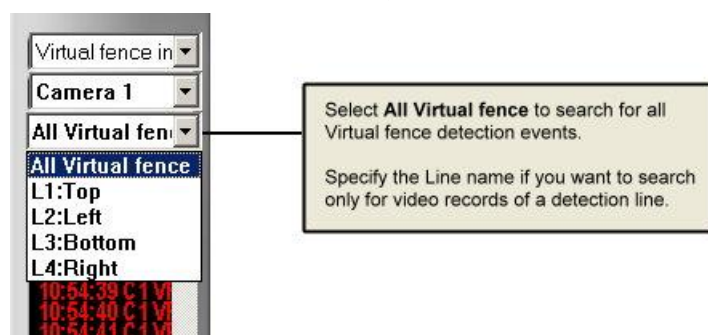 Virtual fence in
Camera 1
All Virtual fen
All Virtual fence
L1:Top
L2:Left
L3:Bottom
L4:Right
10:54:39 C1 VF
10:54:40 C1 VF
10:54:41 C1 VF
Select All Virtual fence to search for all
Virtual fence detection events.
Specify the Line name if you want to search
only for video records of a detection line.